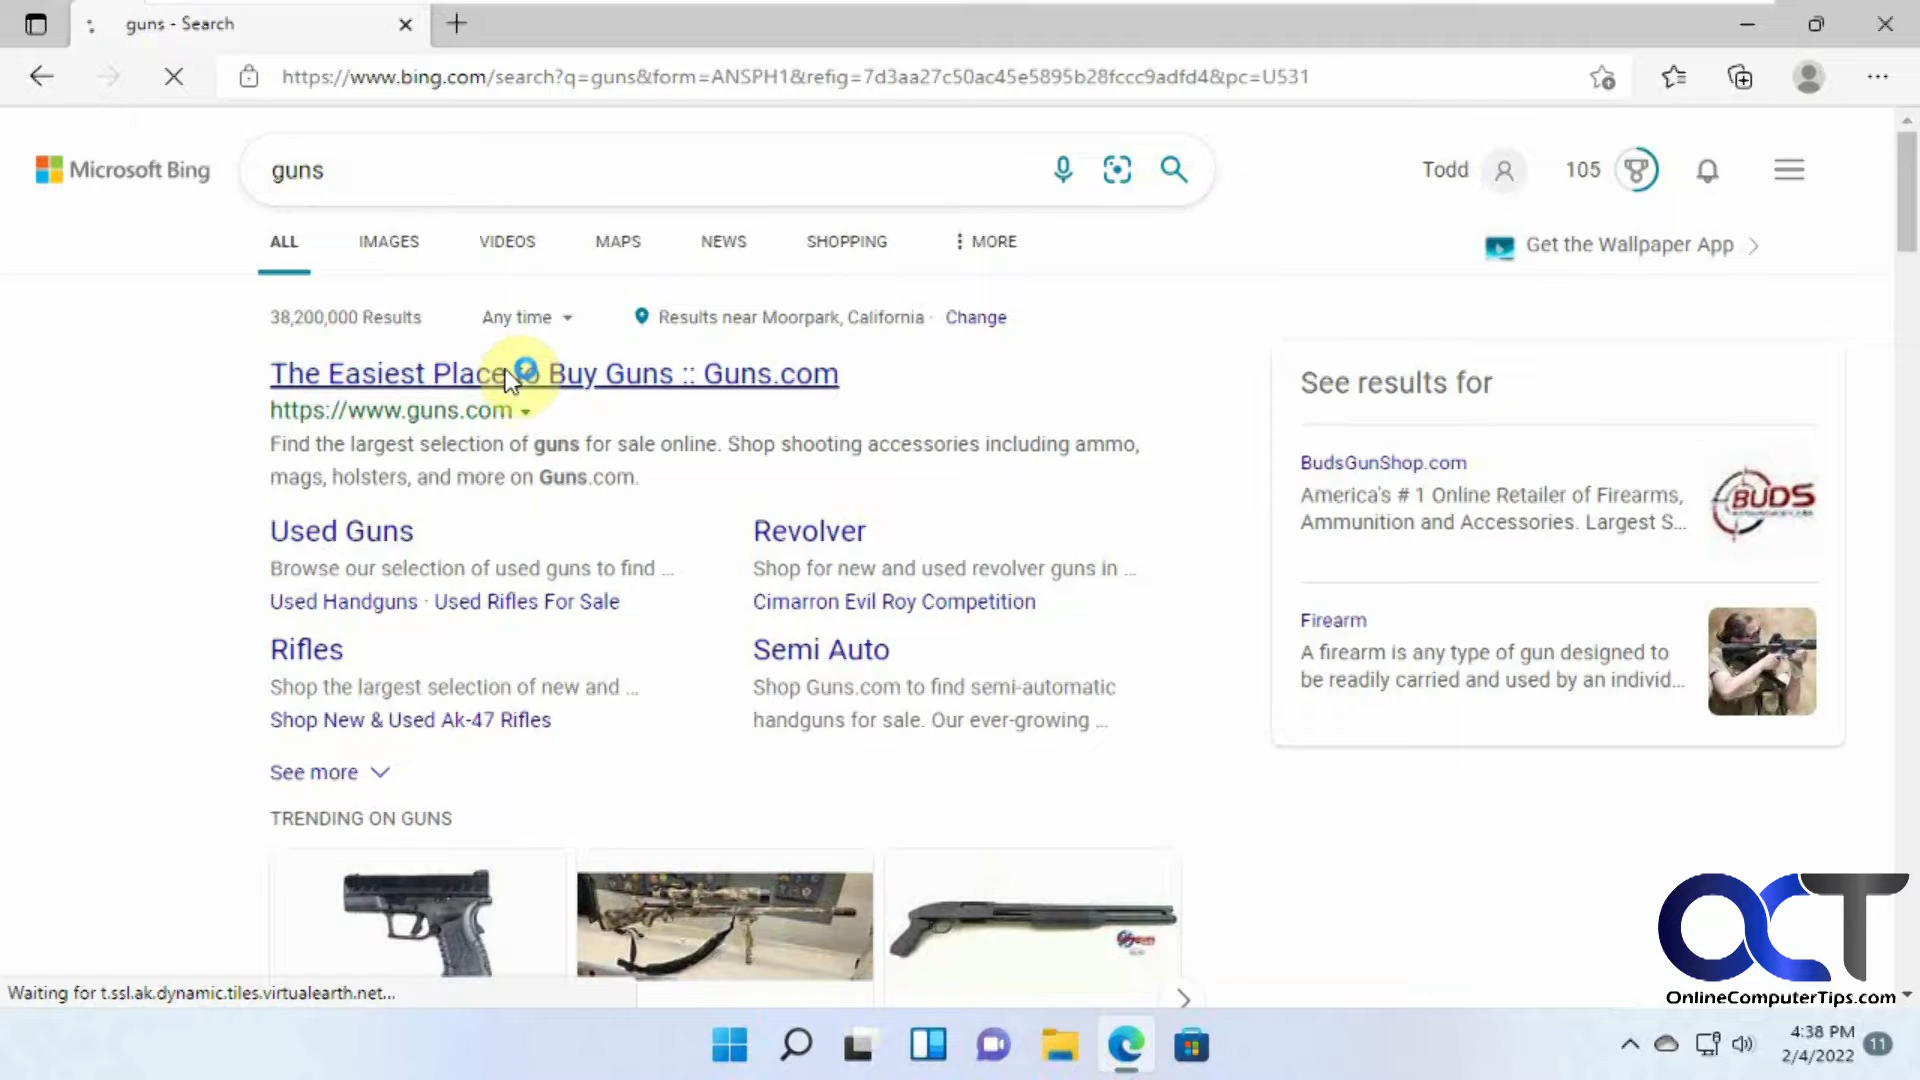 guns - Search
https://www.bing.com/search?q=guns&form=ANSPH1&refig=7d3aa27c50ac45e5895b28fccc9adfd4&pc=U531
Microsoft Bing
guns
Todd
105
ALL IMAGES VIDEOS MAPS NEWS SHOPPING MORE
Get the Wallpaper App
38,200,000 Results Any time Results near Moorpark, California · Change
The Easiest Place to Buy Guns :: Guns.com
https://www.guns.com
Find the largest selection of guns for sale online. Shop shooting accessories including ammo,
mags, holsters, and more on Guns.com.
Used Guns
Browse our selection of used guns to find ...
Used Handguns · Used Rifles For Sale
Revolver
Shop for new and used revolver guns in ...
Cimarron Evil Roy Competition
Rifles
Shop the largest selection of new and ...
Shop New & Used Ak-47 Rifles
Semi Auto
Shop Guns.com to find semi-automatic
handguns for sale. Our ever-growing ...
See more
TRENDING ON GUNS
See results for
BudsGunShop.com
America's # 1 Online Retailer of Firearms,
Ammunition and Accessories. Largest S...
BUDS
Firearm
A firearm is any type of gun designed to
be readily carried and used by an individ...
OCT
OnlineComputerTips.com
Waiting for t.ssl.ak.dynamic.tiles.virtualearth.net...
4:38 PM
2/4/2022
11